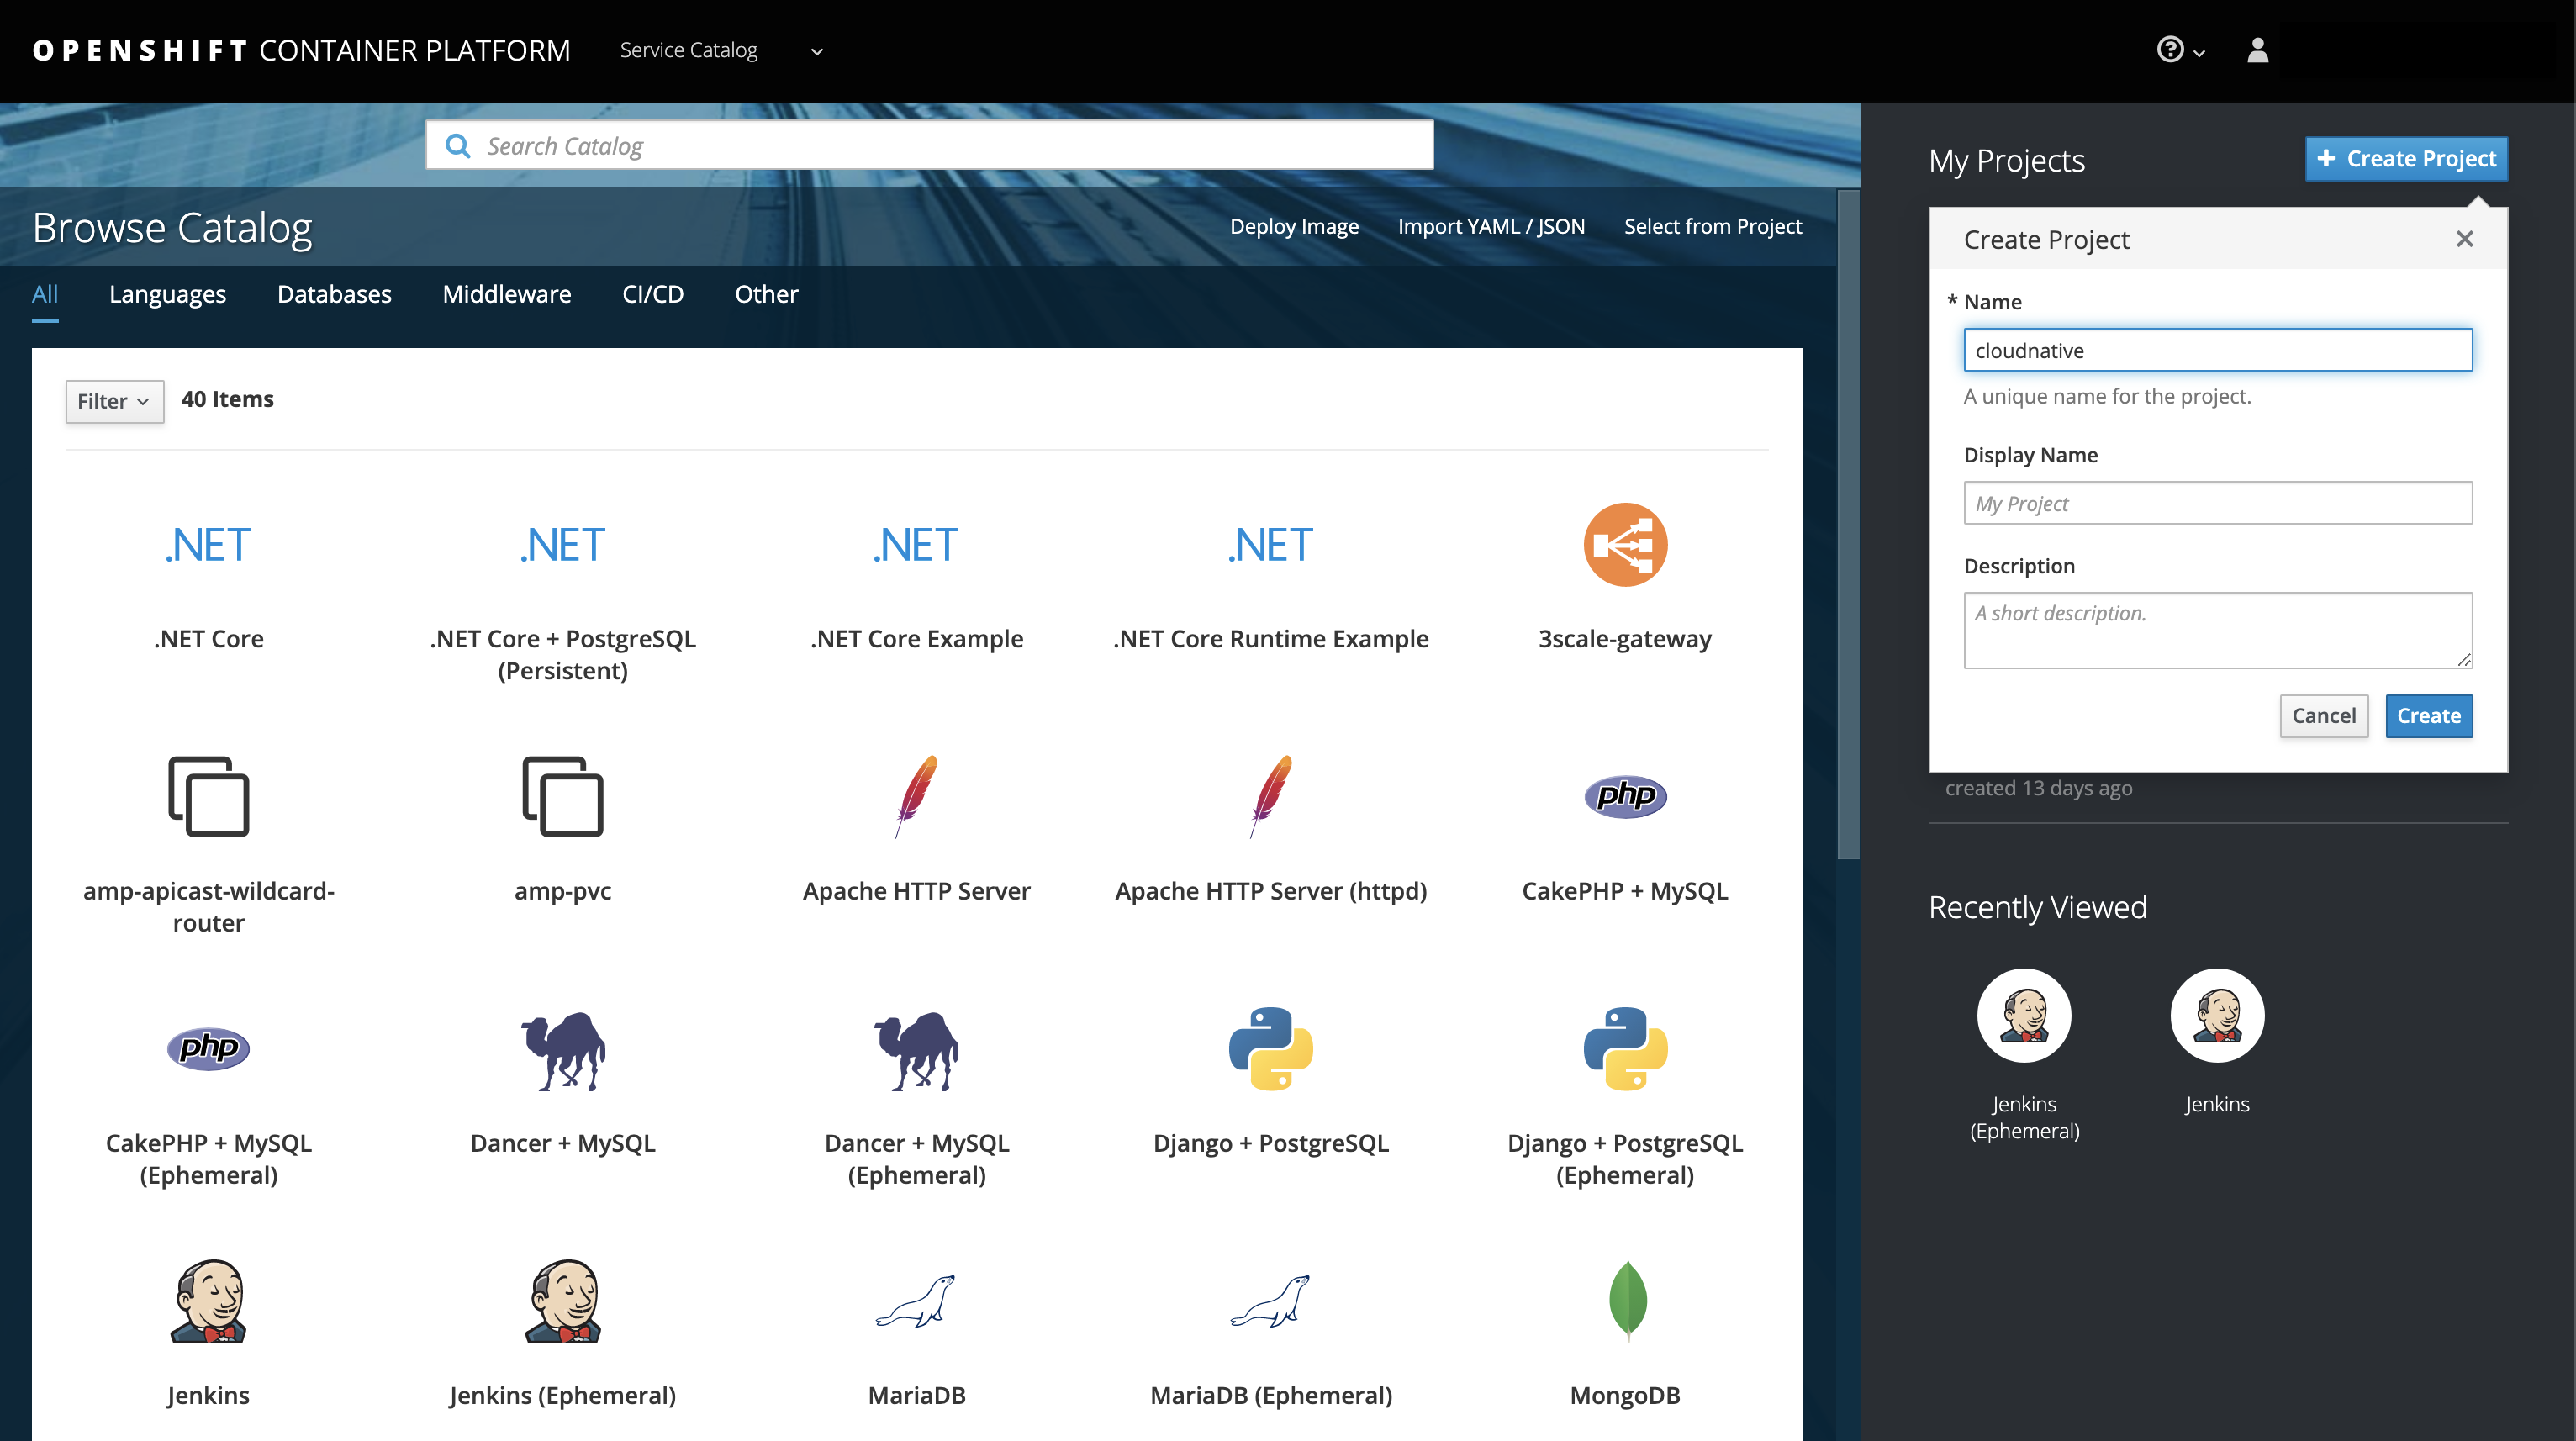 OPENSHIFT CONTAINER PLATFORM
Service Catalog
Search Catalog
Browse Catalog
Deploy Image
Import YAML / JSON
Select from Project
All
Languages
Databases
Middleware
CI/CD
Other
Filter
40 Items
.NET
.NET
.NET
.NET
.NET Core
.NET Core + PostgreSQL
(Persistent)
.NET Core Example
.NET Core Runtime Example
3scale-gateway
php
amp-apicast-wildcard-
router
amp-pvc
Apache HTTP Server
Apache HTTP Server (httpd)
CakePHP + MySQL
php
CakePHP + MySQL
(Ephemeral)
Dancer + MySQL
Dancer + MySQL
(Ephemeral)
Django + PostgreSQL
Django + PostgreSQL
(Ephemeral)
Jenkins
Jenkins (Ephemeral)
MariaDB
MariaDB (Ephemeral)
MongoDB
My Projects
+ Create Project
Create Project
* Name
cloudnative
A unique name for the project.
Display Name
My Project
Description
A short description.
Cancel
Create
created 13 days ago
Recently Viewed
Jenkins
(Ephemeral)
Jenkins